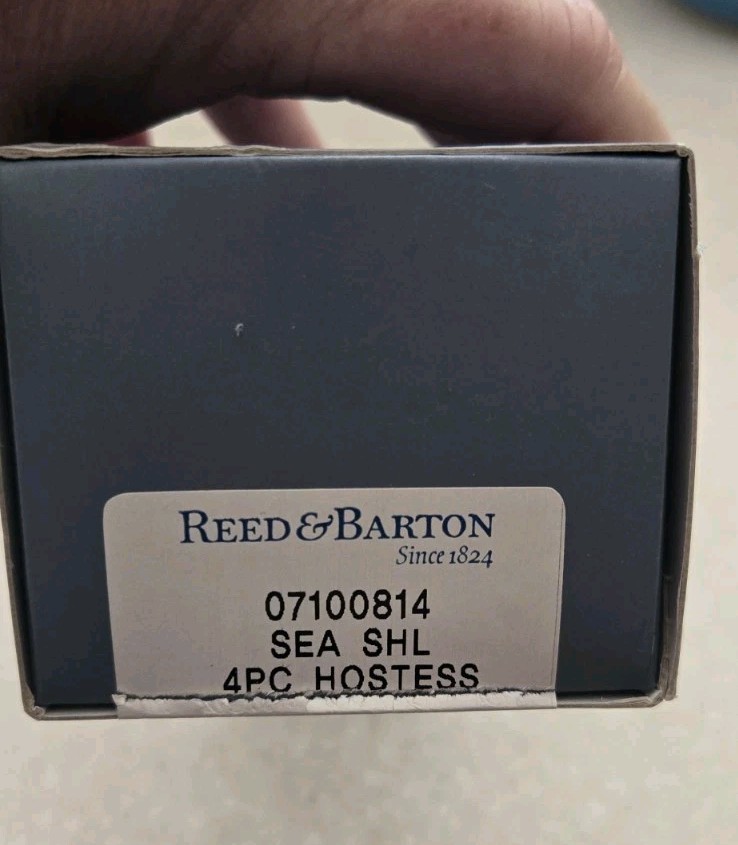 REED & BARTON
Since 1824
07100814
SEA SHL
4PC HOSTESS